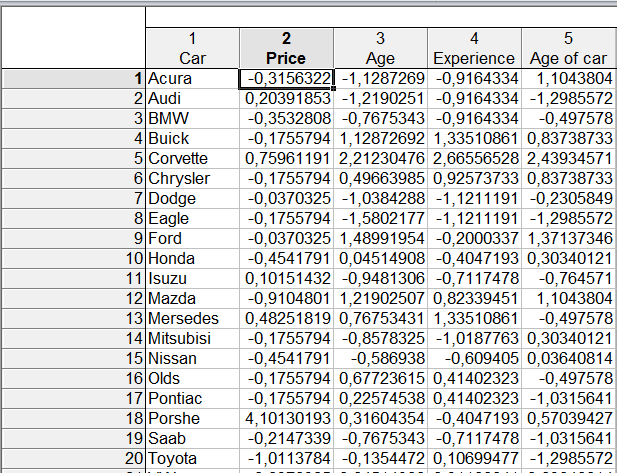 1 2 3 4 5
Car Price Age Experience Age of car
1 Acura -0,3156322 -1,1287269 -0,9164334 1,1043804
2 Audi 0,20391853 -1,2190251 -0,9164334 -1,2985572
3 BMW -0,3532808 -0,7675343 -0,9164334 -0,497578
4 Buick -0,1755794 1,12872692 1,33510861 0,83738733
5 Corvette 0,75961191 2,21230476 2,66556528 2,43934571
6 Chrysler -0,1755794 0,49663985 0,92573733 0,83738733
7 Dodge -0,0370325 -1,0384288 -1,1211191 -0,2305849
8 Eagle -0,1755794 -1,5802177 -1,1211191 -1,2985572
9 Ford -0,0370325 1,48991954 -0,2000337 1,37137346
10 Honda -0,4541791 0,04514908 -0,4047193 0,30340121
11 Isuzu 0,10151432 -0,9481306 -0,7117478 -0,764571
12 Mazda -0,9104801 1,21902507 0,82339451 1,1043804
13 Mersedes 0,48251819 0,76753431 1,33510861 -0,497578
14 Mitsubisi -0,1755794 -0,8578325 -1,0187763 0,30340121
15 Nissan -0,4541791 -0,586938 -0,609405 0,03640814
16 Olds -0,1755794 0,67723615 0,41402323 -0,497578
17 Pontiac -0,1755794 0,22574538 0,41402323 -1,0315641
18 Porshe 4,10130193 0,31604354 -0,4047193 0,57039427
19 Saab -0,2147339 -0,7675343 -0,7117478 -1,0315641
20 Toyota -1,0113784 -0,1354472 0,10699477 -1,2985572